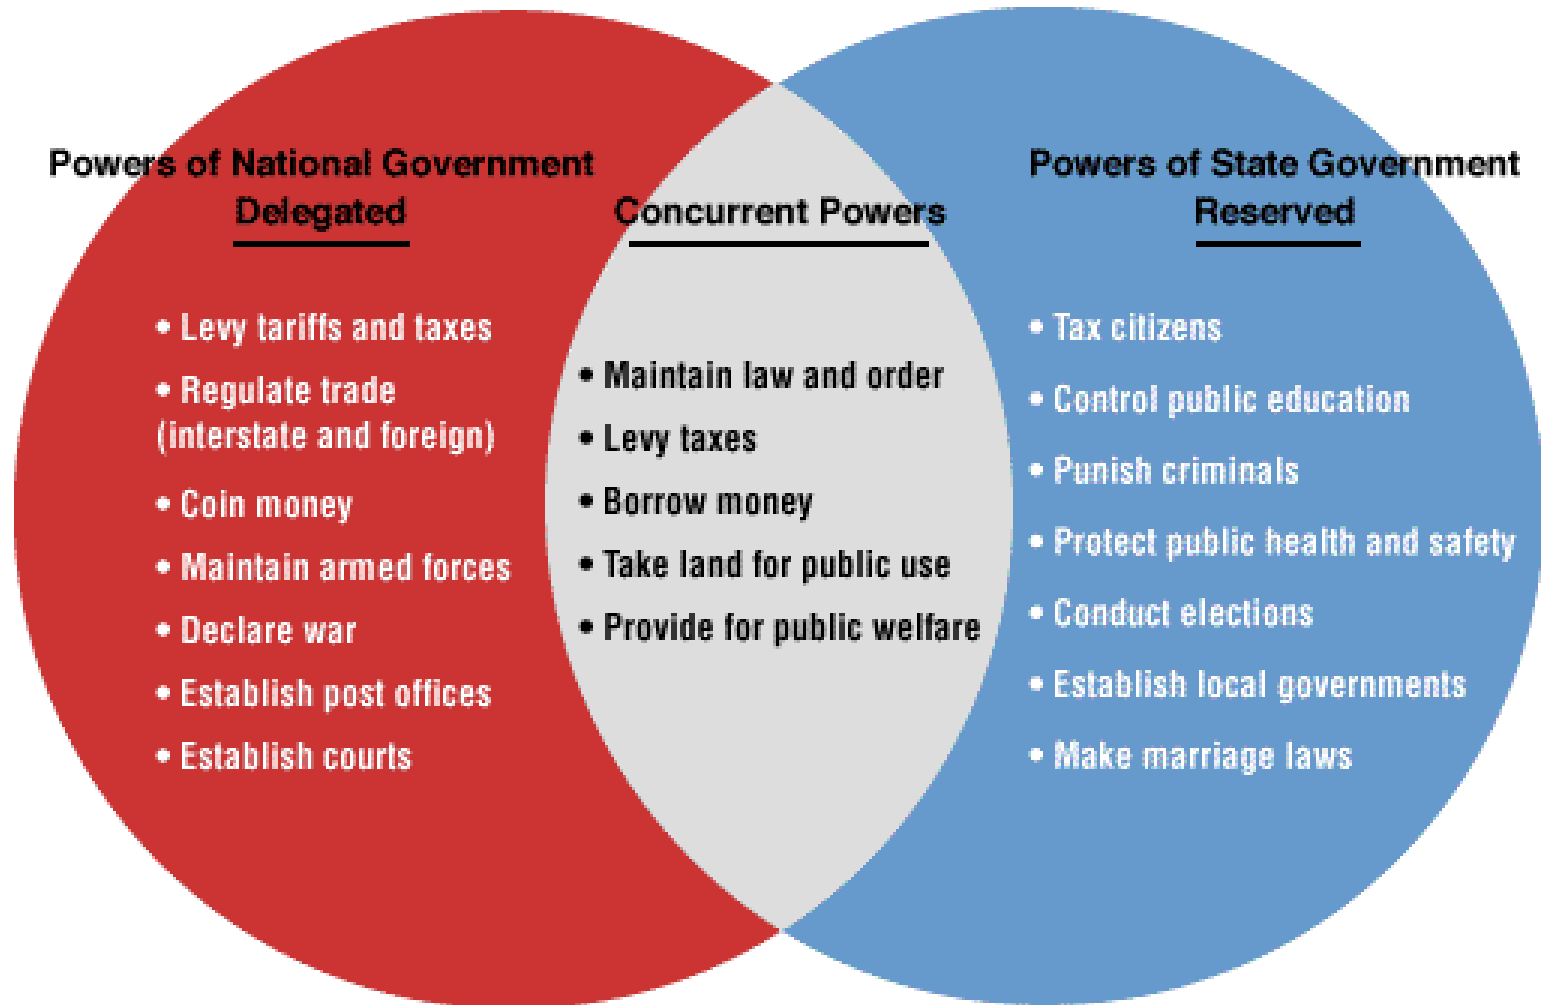 Powers of National Government
Delegated
• Levy tariffs and taxes
• Regulate trade
(interstate and foreign)
• Coin money
• Maintain armed forces
• Declare war
• Establish post offices
• Establish courts
Concurrent Powers
• Maintain law and order
• Levy taxes
• Borrow money
• Take land for public use
• Provide for public welfare
Powers of State Government
Reserved
• Tax citizens
• Control public education
• Punish criminals
• Protect public health and safety
• Conduct elections
• Establish local governments
• Make marriage laws